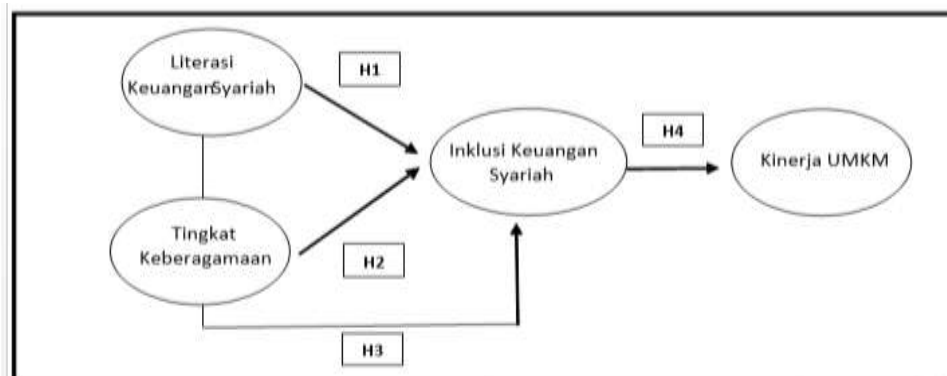 Literasi
KeuanganSyariah
H1
Inklusi Keuangan
Syariah
H4
Kinerja UMKM
Tingkat
Keberagamaan
H2
H3